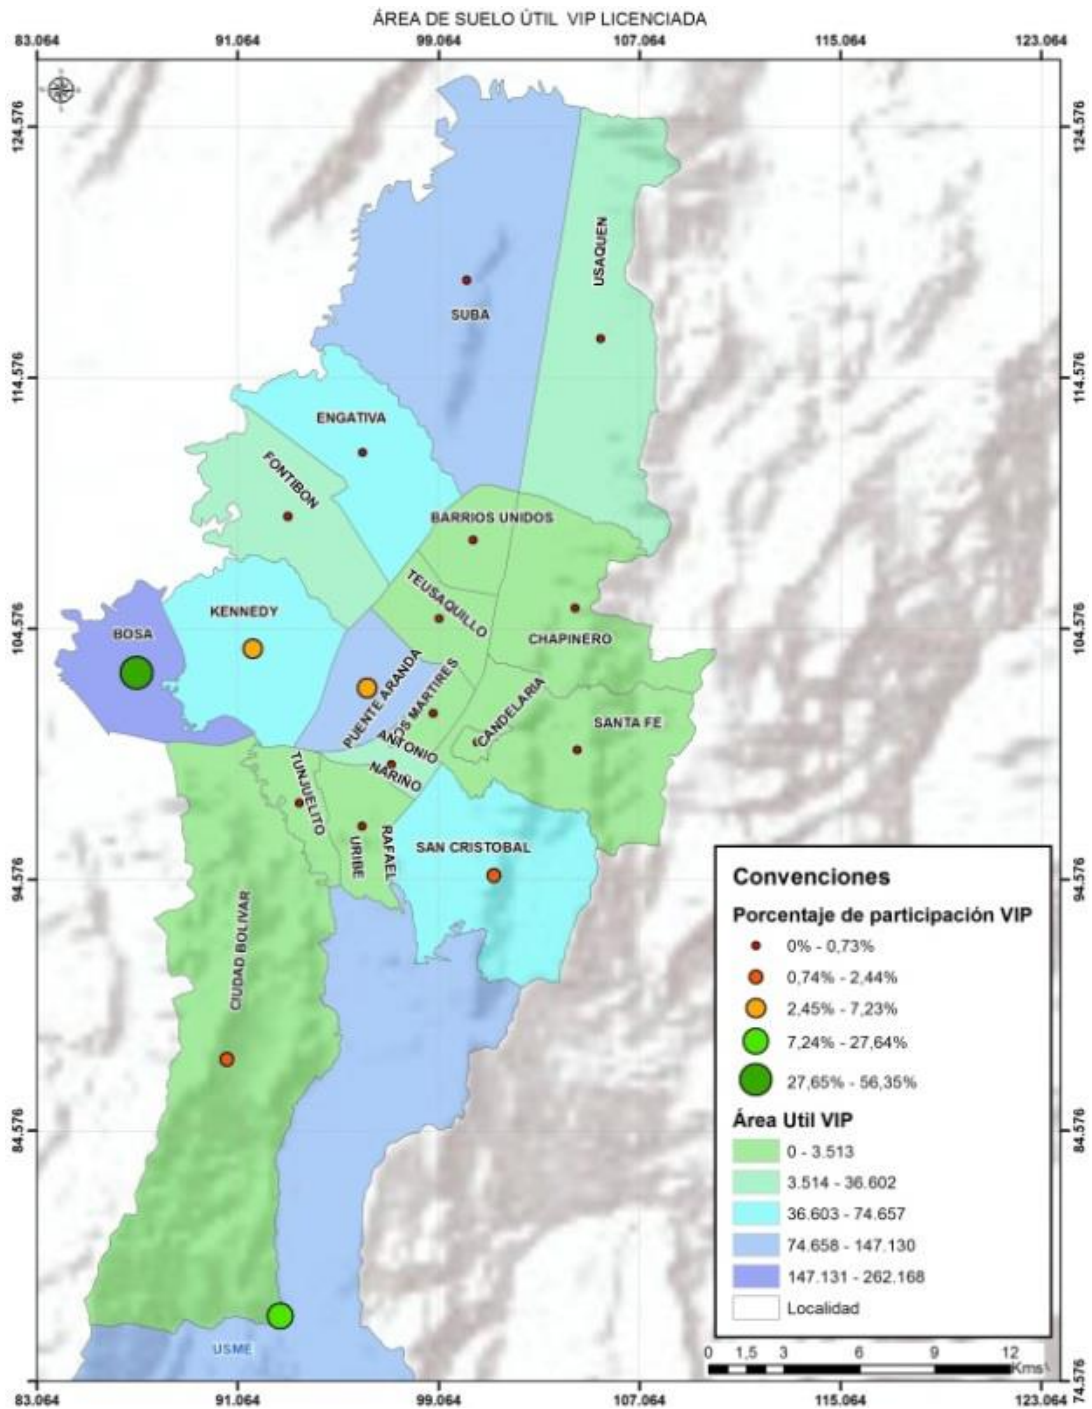 ÁREA DE SUELO ÚTIL VIP LICENCIADA
83.064 91.064 99.064 107.064 115.064 123.064
124.576 124.576
USAQUEN
SUBA
114.576 114.576
ENGATIVA
FONTIBON
BARRIOS UNIDOS
TEUSAQUILLO
KENNEDY
104.576 104.576
BOSA
CHAPINERO
PUENTE ARANDA
OS MARTIRES
CANDELARIA
SANTA FE
ANTONIO
NARIÑO
TUNJUELITO
RAFAEL
URIBE
SAN CRISTOBAL
94.576 94.576
CIUDAD BOLIVAR
84.576 84.576
USME
Convenciones
Porcentaje de participación VIP
0% - 0,73%
0,74% - 2,44%
2,45% - 7,23%
7,24% - 27,64%
27,65% - 56,35%
Área Util VIP
0 - 3.513
3.514 - 36.602
36.603 - 74.657
74.658 - 147.130
147.131 - 262.168
Localidad
0 1,5 3 6 9 12
Kms
74.576 74.576
83.064 91.064 99.064 107.064 115.064 123.064